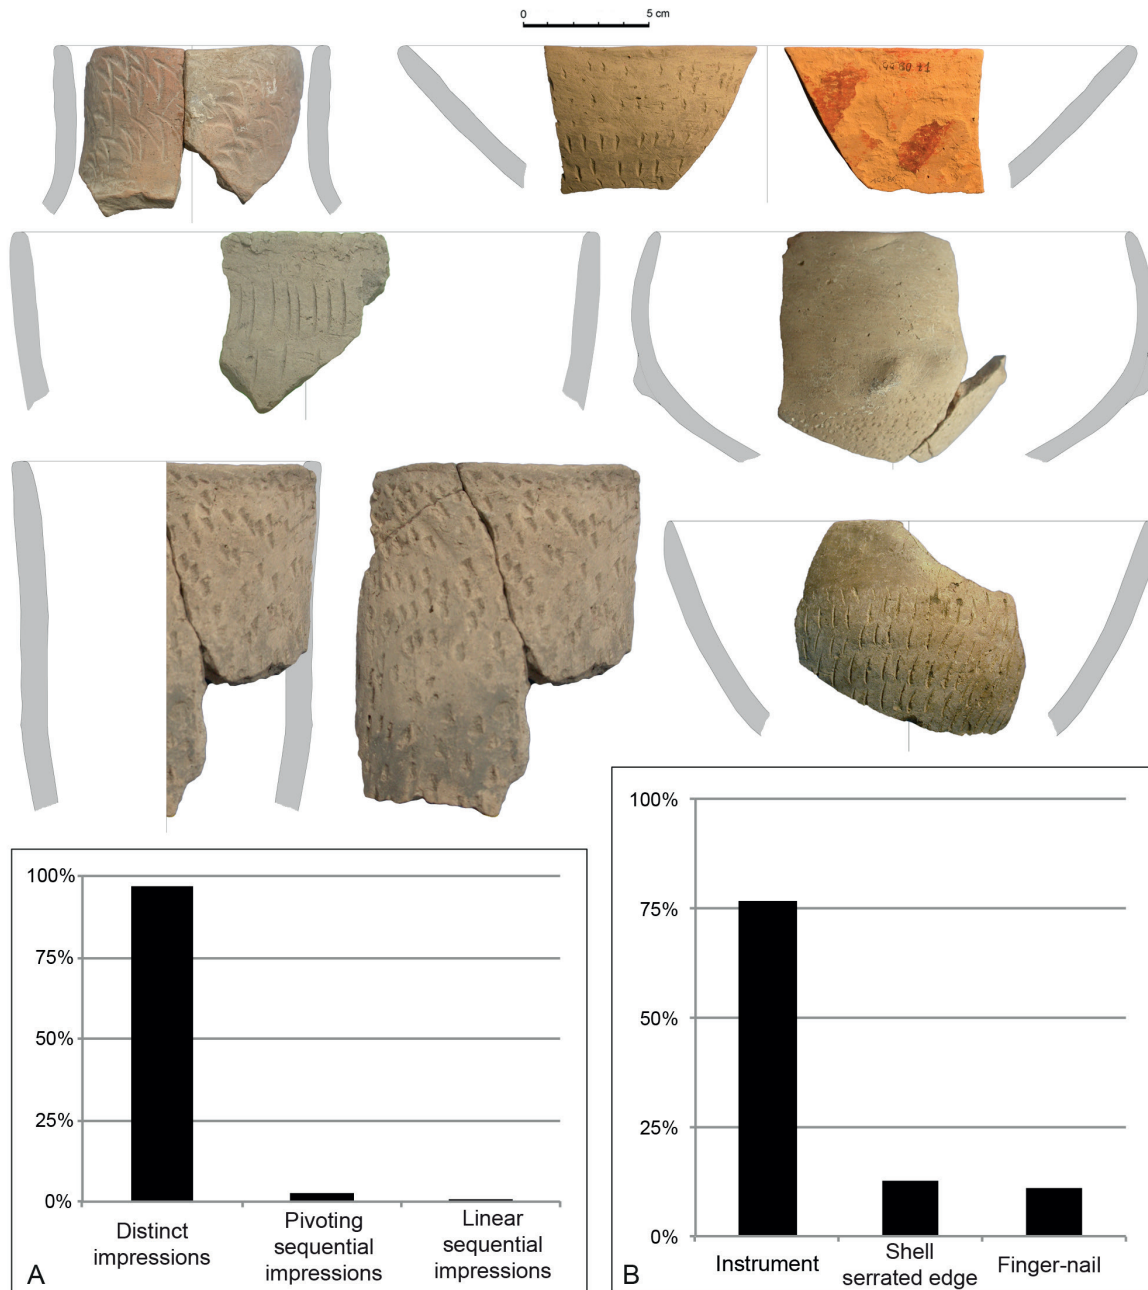 0 5 cm
100%
75%
50%
25%
0%
Distinct
impressions
Pivoting
sequential
impressions
Linear
sequential
impressions
A
100%
75%
50%
25%
0%
Instrument
Shell
serrated edge
Finger-nail
B